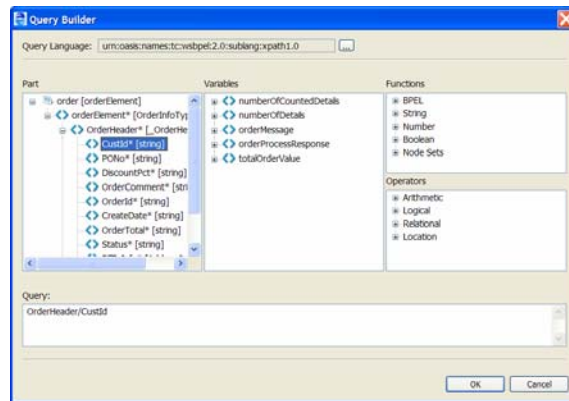 Query Builder
Query Language: urn:oasis:names:tc:wsbpel:2.0:sublang:xpath1.0 ...
Part
order [orderElement]
orderElement* [OrderInfoTyp
OrderHeader* [_OrderHe
CustId* [string]
PONo* [string]
DiscountPct* [string]
OrderComment* [stri
OrderId* [string]
CreateDate* [string]
OrderTotal* [string]
Status* [string]
Variables
numberOfCountedDetails
numberOfDetails
orderMessage
orderProcessResponse
totalOrderValue
Functions
BPEL
String
Number
Boolean
Node Sets
Operators
Arithmetic
Logical
Relational
Location
Query:
OrderHeader/CustId
OK Cancel